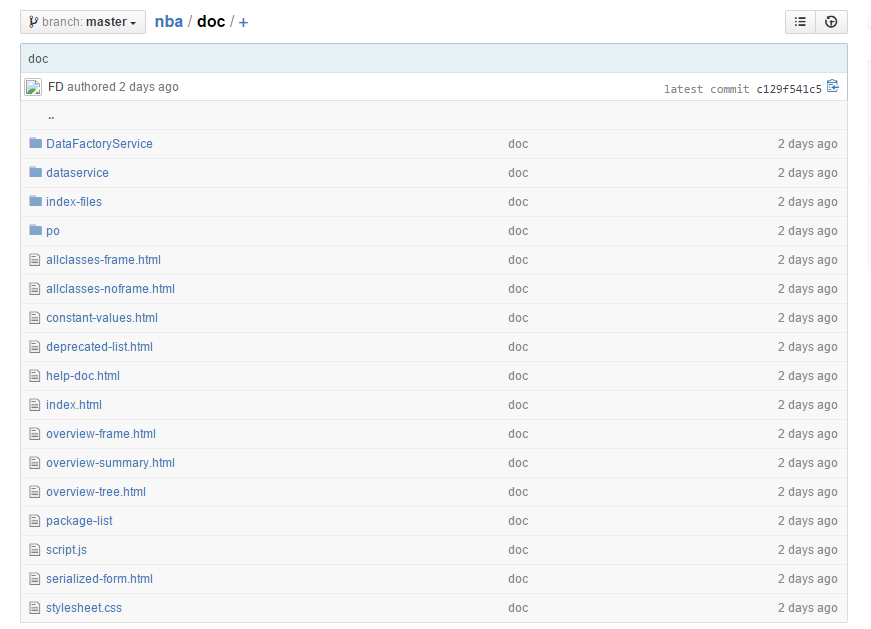 branch: master nba / doc / +
doc
FD authored 2 days ago latest commit c129f541c5
..
DataFactoryService doc 2 days ago
dataservice doc 2 days ago
index-files doc 2 days ago
po doc 2 days ago
allclasses-frame.html doc 2 days ago
allclasses-noframe.html doc 2 days ago
constant-values.html doc 2 days ago
deprecated-list.html doc 2 days ago
help-doc.html doc 2 days ago
index.html doc 2 days ago
overview-frame.html doc 2 days ago
overview-summary.html doc 2 days ago
overview-tree.html doc 2 days ago
package-list doc 2 days ago
script.js doc 2 days ago
serialized-form.html doc 2 days ago
stylesheet.css doc 2 days ago